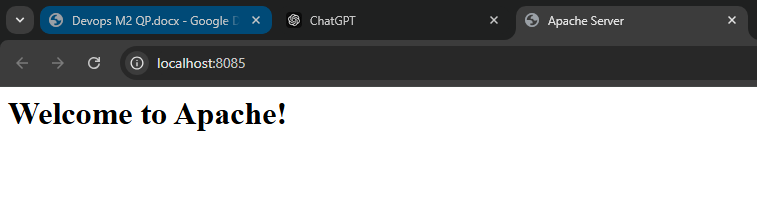 Devops M2 QP.docx - Google D
ChatGPT
Apache Server
localhost:8085
Welcome to Apache!